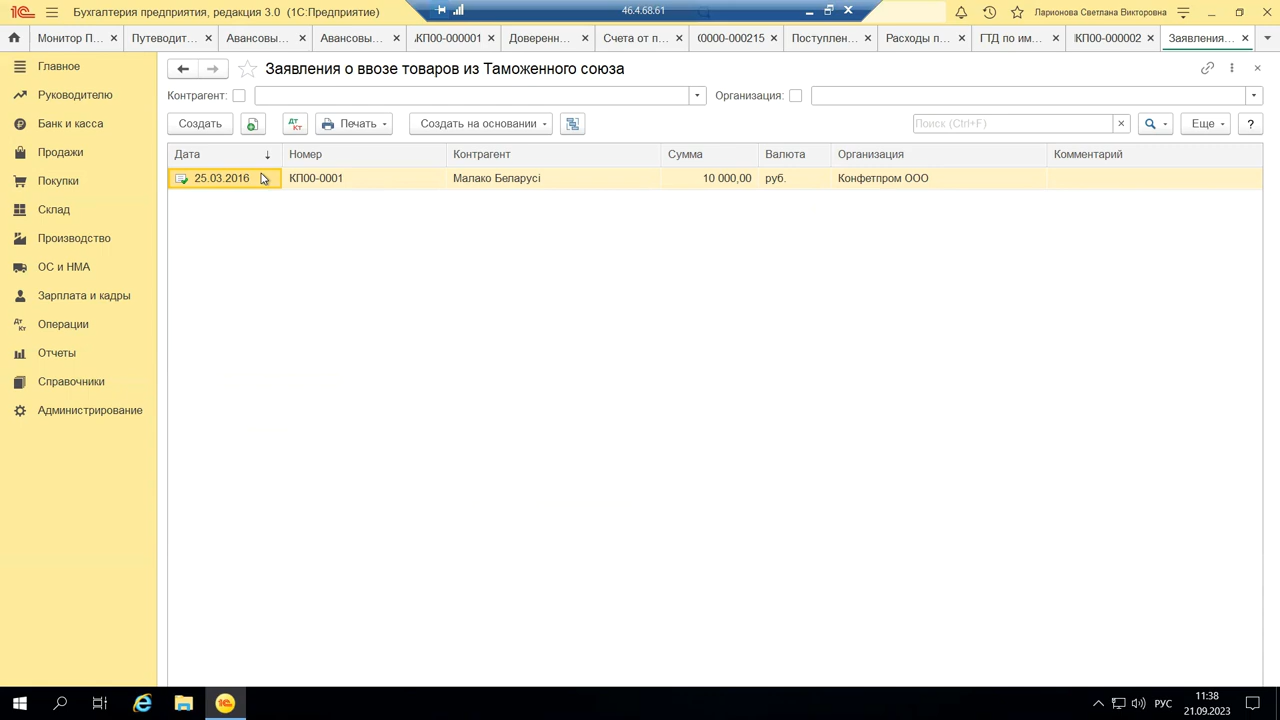 Бухгалтерия предприятия, редакция 3.0 (1С:Предприятие)
46.4.68.61
Ларионова Светлана Викторовна
Монитор П...
Путеводит...
Авансовы...
Авансовы...
КП00-000001
Доверенн...
Счета от п...
(0000-000215
Поступлен...
Расходы п...
ГТД по им...
КП00-000002
Заявления...
Главное
Руководителю
Банк и касса
Продажи
Покупки
Склад
Производство
ОС и НМА
Зарплата и кадры
Операции
Отчеты
Справочники
Администрирование
Заявления о ввозе товаров из Таможенного союза
Контрагент:
Организация:
Создать
Дт Кт
Печать
Создать на основании
Поиск (Ctrl+F)
Еще
?
Дата Номер Контрагент Сумма Валюта Организация Комментарий
25.03.2016 КП00-0001 Малако Беларусі 10 000,00 руб. Конфетпром ООО
РУС
11:38
21.09.2023